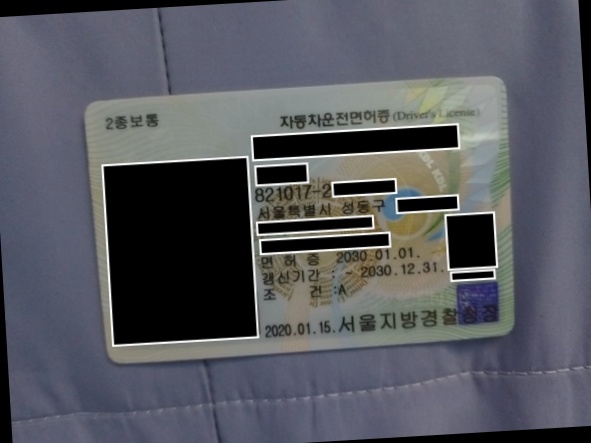 2종보통
자동차운전면허증 (Driver's License)
821017-2
서울특별시 성동구
면 허 증 2030.01.01.
갱신기간 : ~ 2030.12.31.
조 건 :A
2020.01.15. 서울지방경찰청장